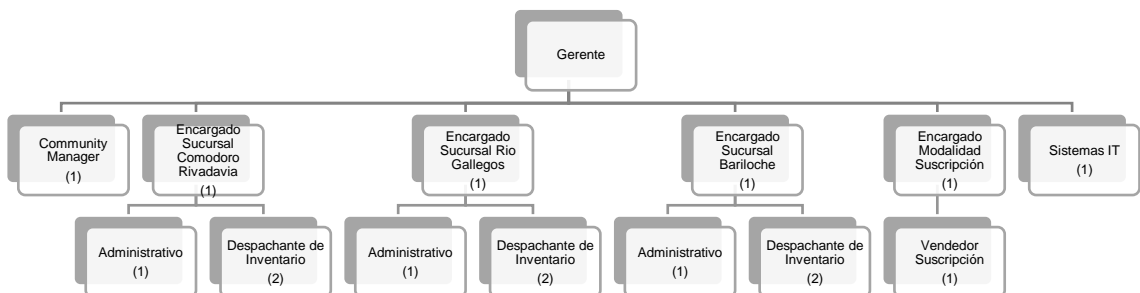 Gerente
Community
Manager
(1)
Encargado
Sucursal
Comodoro
Rivadavia
(1)
Encargado
Sucursal Rio
Gallegos
(1)
Encargado
Sucursal
Bariloche
(1)
Encargado
Modalidad
Suscripción
(1)
Sistemas IT
(1)
Administrativo
(1)
Despachante de
Inventario
(2)
Administrativo
(1)
Despachante de
Inventario
(2)
Administrativo
(1)
Despachante de
Inventario
(2)
Vendedor
Suscripción
(1)